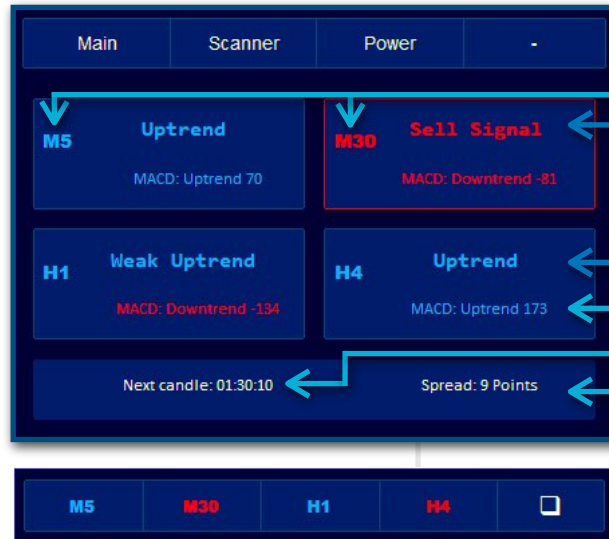 Main Scanner Power -
M5 Uptrend
MACD: Uptrend 70
M30 Sell Signal
MACD: Downtrend -81
H1 Weak Uptrend
MACD: Downtrend -134
H4 Uptrend
MACD: Uptrend 173
Next candle: 01:30:10 Spread: 9 Points
M5 M30 H1 H4